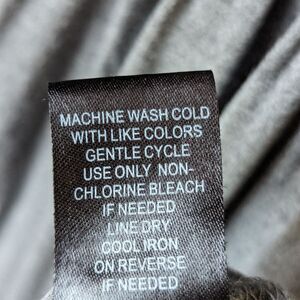 MACHINE WASH COLD
WITH LIKE COLORS
GENTLE CYCLE
USE ONLY NON-
CHLORINE BLEACH
IF NEEDED
LINE DRY
COOL IRON
ON REVERSE
IF NEEDED